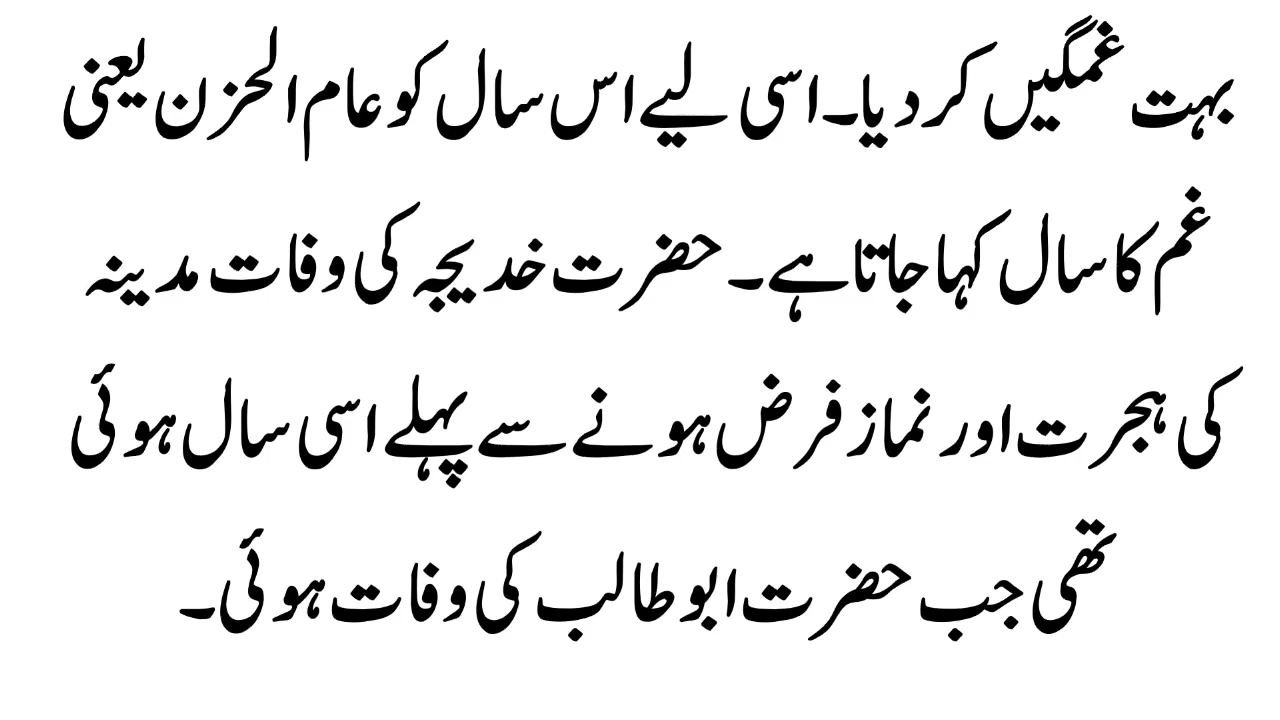 بہت غمگیں کر دیا۔ اسی لیے اس سال کو عام الحزن یعنی
غم کا سال کہا جاتا ہے۔ حضرت خدیجہ کی وفات مدینہ
کی ہجرت اور نماز فرض ہونے سے پہلے اسی سال ہوئی
تھی جب حضرت ابو طالب کی وفات ہوئی۔